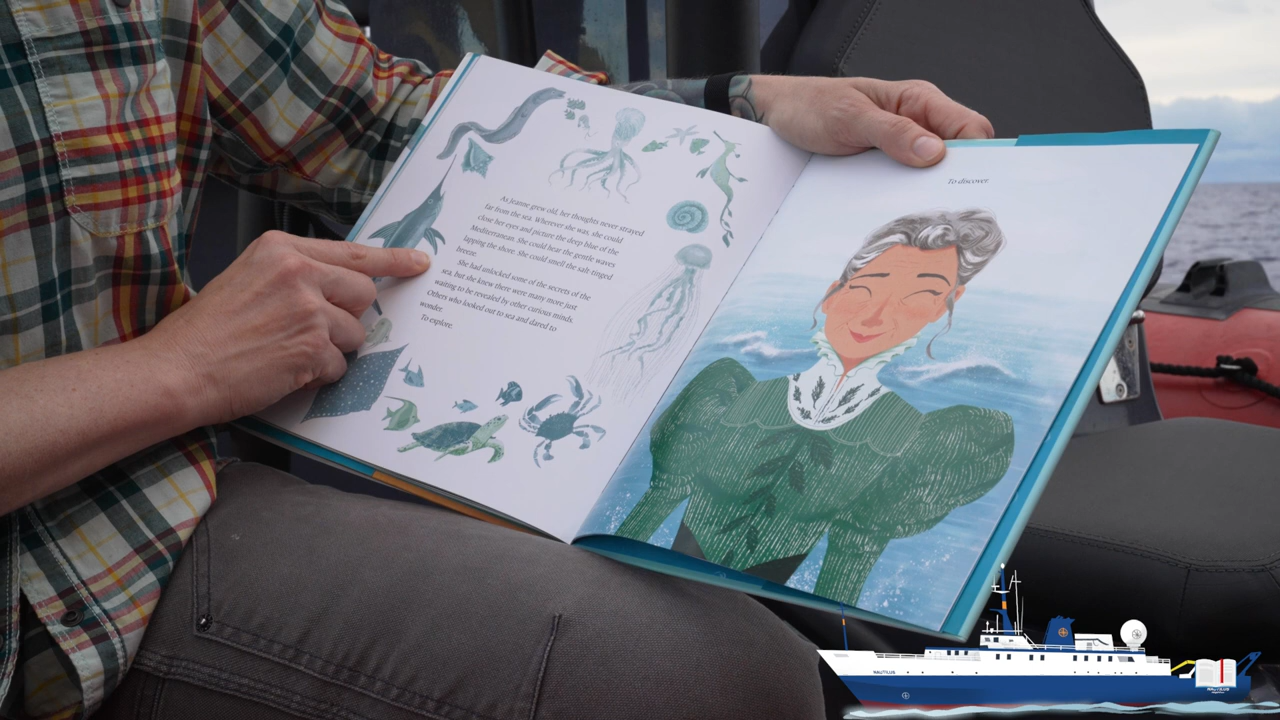 As Jeanne grew old, her thoughts never strayed
far from the sea. Wherever she was, she could
close her eyes and picture the deep blue of the
Mediterranean. She could hear the gentle waves
lapping the shore. She could smell the salt-tinged
breeze.
She had unlocked some of the secrets of the
sea, but she knew there were many more just
waiting to be revealed by other curious minds.
Others who looked out to sea and dared to
wonder.
To explore.
To discover
NAUTILUS
NAUTILUS